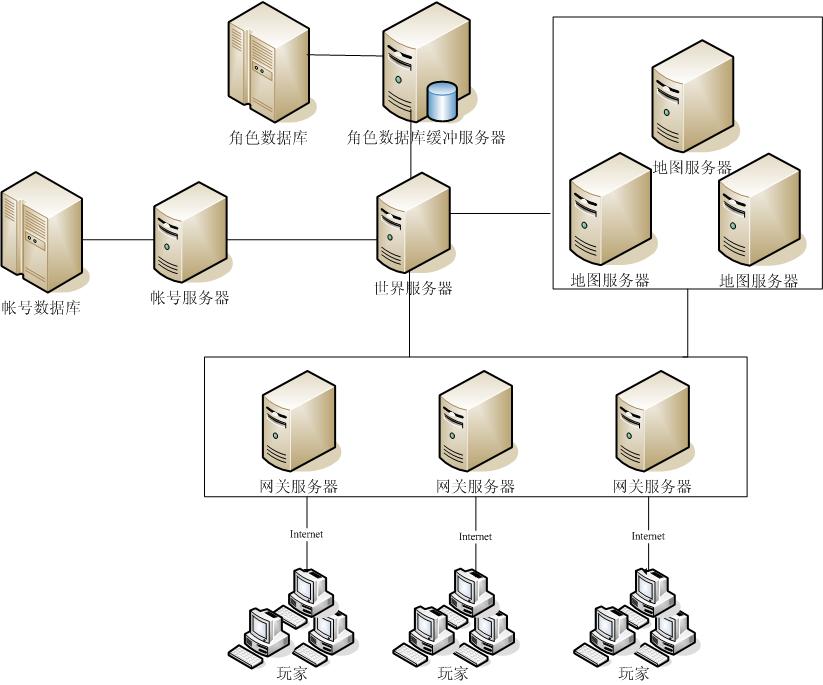 角色数据库
角色数据库缓冲服务器
地图服务器
地图服务器
地图服务器
帐号数据库
帐号服务器
世界服务器
网关服务器
网关服务器
网关服务器
Internet
Internet
Internet
玩家
玩家
玩家